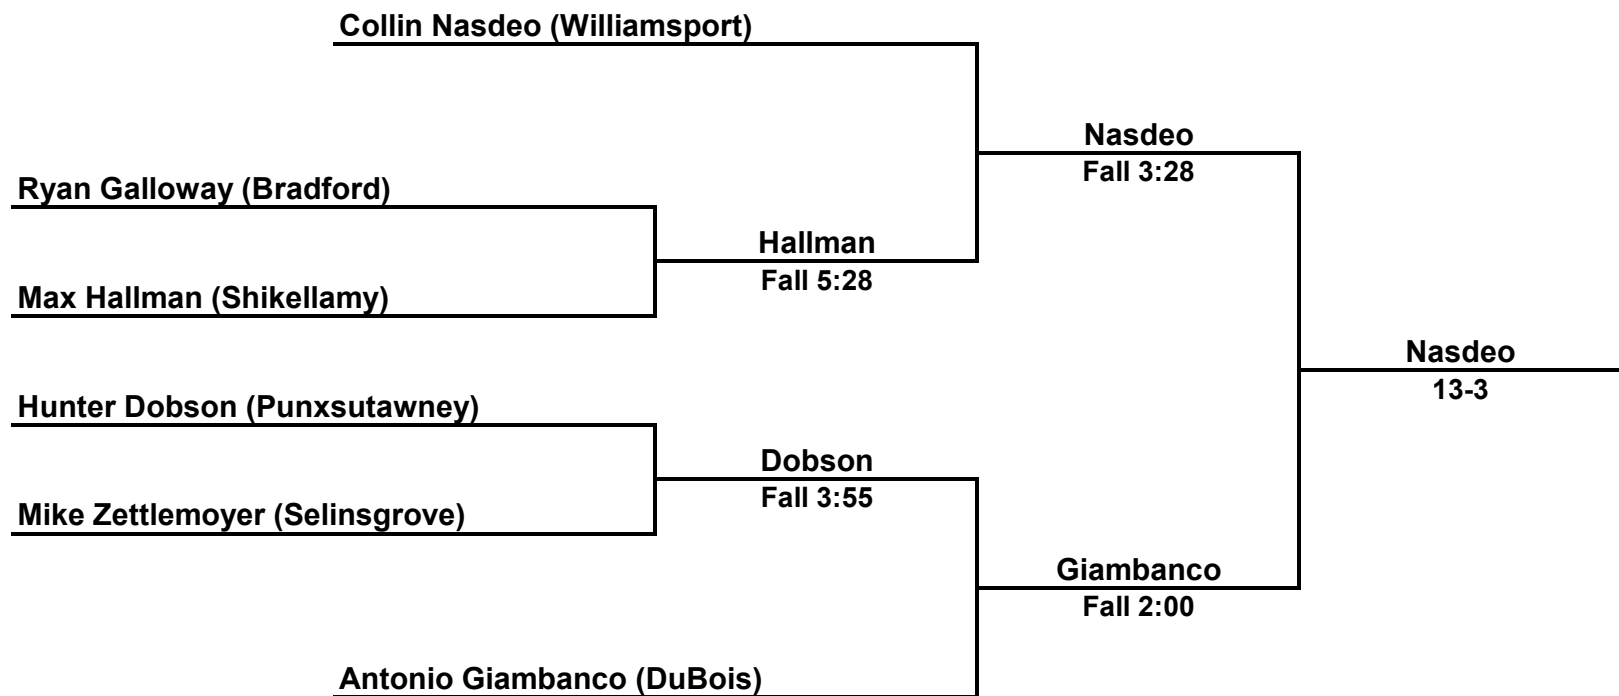 Collin Nasdeo (Williamsport)
Nasdeo
Fall 3:28
Ryan Galloway (Bradford)
Hallman
Fall 5:28
Max Hallman (Shikellamy)
Nasdeo
13-3
Hunter Dobson (Punxsutawney)
Dobson
Fall 3:55
Mike Zettlemoyer (Selinsgrove)
Giambanco
Fall 2:00
Antonio Giambanco (DuBois)